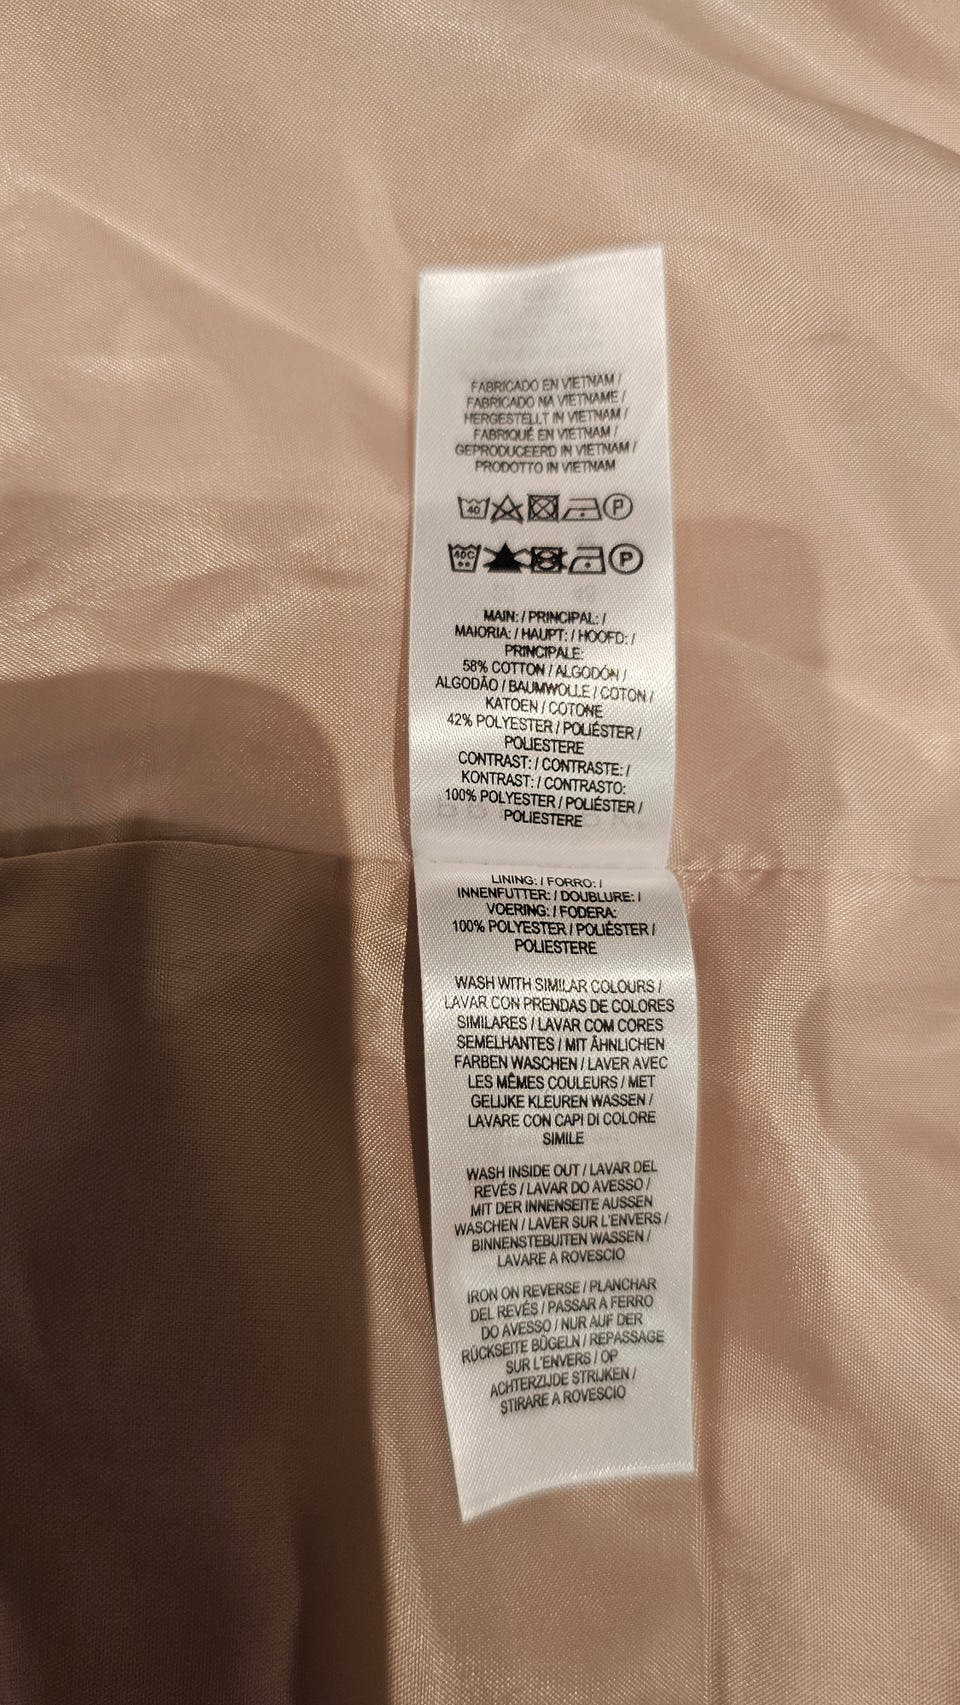 FABRICADO EN VIETNAM /
FABRICADO NA VIETNAME /
HERGESTELLT IN VIETNAM /
FABRIQUÉ EN VIETNAM /
GEPRODUCEERD IN VIETNAM /
PRODOTTO IN VIETNAM
40 P
40C P
MAIN: / PRINCIPAL: /
MAIORIA: / HAUPT: / HOOFD: /
PRINCIPALE:
58% COTTON / ALGODÓN /
ALGODÃO / BAUMWOLLE / COTON /
KATOEN / COTONE
42% POLYESTER / POLIÉSTER /
POLIESTERE
CONTRAST: / CONTRASTE: /
KONTRAST: / CONTRASTO:
100% POLYESTER / POLIÉSTER /
POLIESTERE
LINING: / FORRO: /
INNENFUTTER: / DOUBLURE: /
VOERING: / FODERA:
100% POLYESTER / POLIÉSTER /
POLIESTERE
WASH WITH SIMILAR COLOURS /
LAVAR CON PRENDAS DE COLORES
SIMILARES / LAVAR COM CORES
SEMELHANTES / MIT ÄHNLICHEN
FARBEN WASCHEN / LAVER AVEC
LES MÊMES COULEURS / MET
GELIJKE KLEUREN WASSEN /
LAVARE CON CAPI DI COLORE
SIMILE
WASH INSIDE OUT / LAVAR DEL
REVÉS / LAVAR DO AVESSO /
MIT DER INNENSEITE AUSSEN
WASCHEN / LAVER SUR L'ENVERS /
BINNENSTEBUITEN WASSEN /
LAVARE A ROVESCIO
IRON ON REVERSE / PLANCHAR
DEL REVÉS / PASSAR A FERRO
DO AVESSO / NUR AUF DER
RÜCKSEITE BÜGELN / REPASSAGE
SUR L'ENVERS / OP
ACHTERZIJDE STRIJKEN /
STIRARE A ROVESCIO